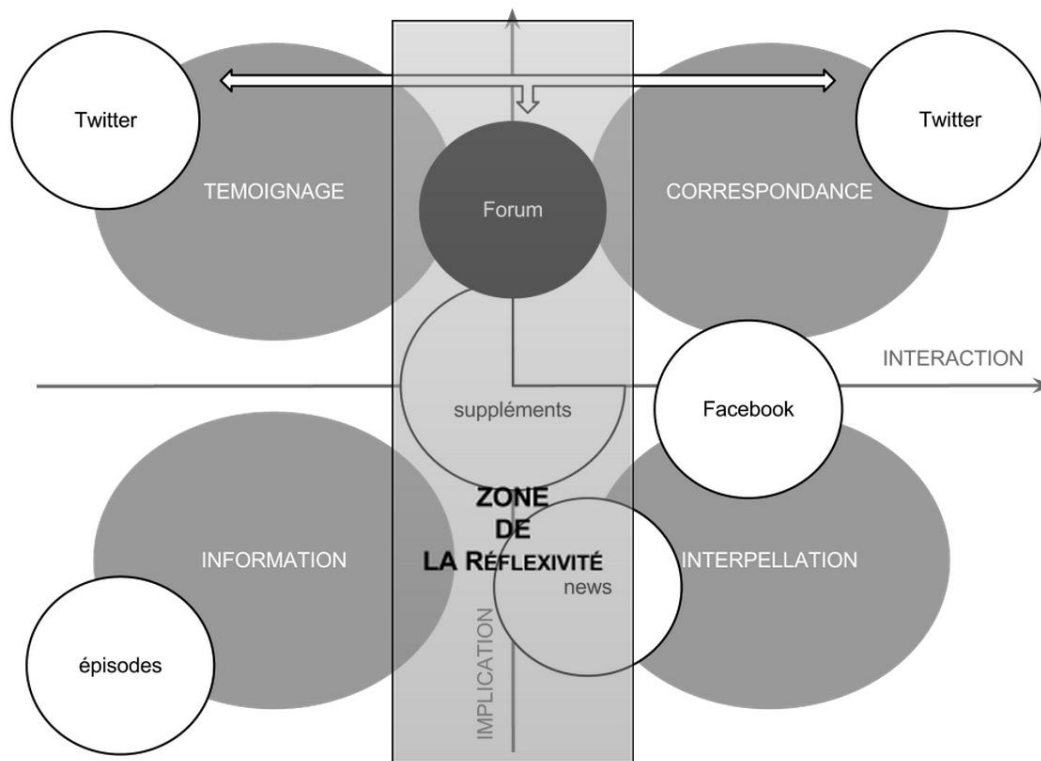 Twitter
Twitter
TEMOIGNAGE
Forum
CORRESPONDANCE
INTERACTION
suppléments
Facebook
ZONE
DE
LA RÉFLEXIVITÉ
INFORMATION
INTERPELLATION
news
épisodes
IMPLICATION